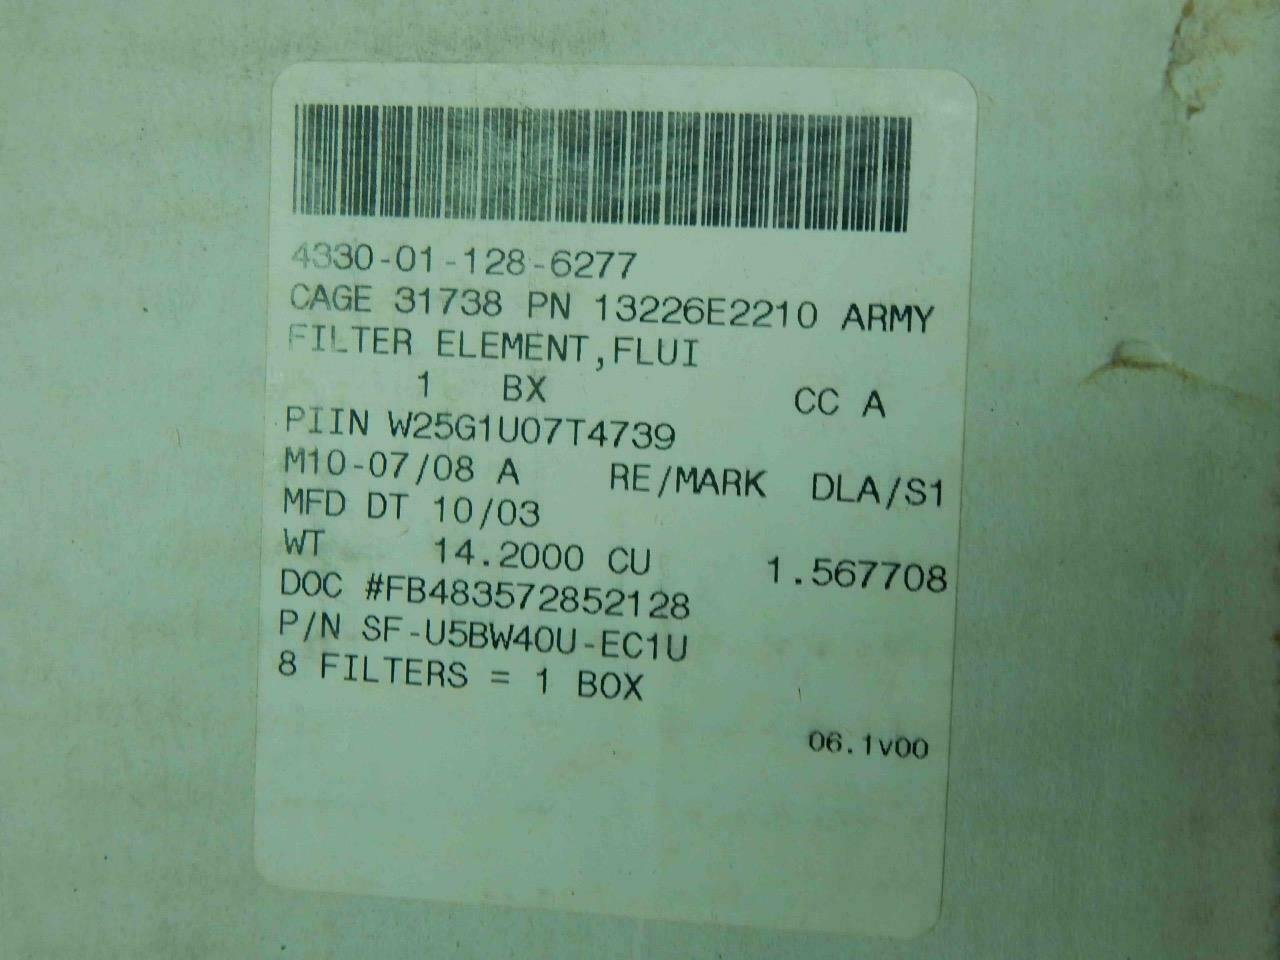 4330-01-128-6277
CAGE 31738 PN 13226E2210 ARMY
FILTER ELEMENT,FLUI
1 BX CC A
PIIN W25G1U07T4739
M10-07/08 A RE/MARK DLA/S1
MFD DT 10/03
WT 14.2000 CU 1.567708
DOC #FB483572852128
P/N SF-U5BW40U-EC1U
8 FILTERS = 1 BOX
06.1v00